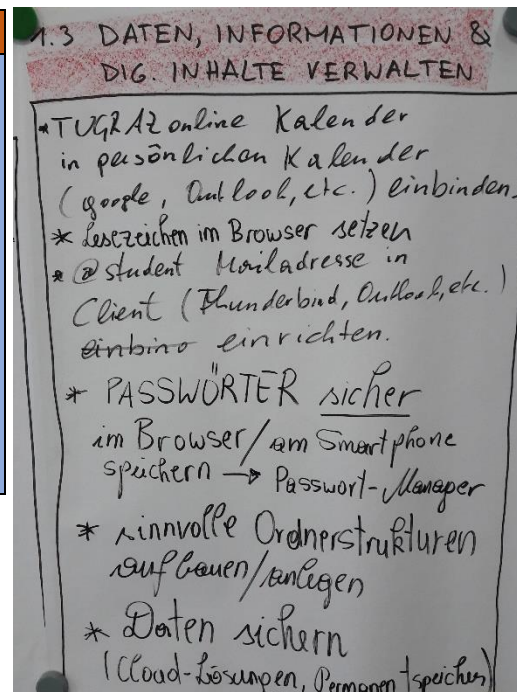 1.3 DATEN, INFORMATIONEN &
DIG. INHALTE VERWALTEN
* TUGRAZ online Kalender
in persönlichen Kalender
(google, Outlook, etc.) einbinden.
* Lesezeichen im Browser setzen
* @student Mailadresse in
Client (Thunderbird, Outlook, etc.)
einbind einrichten.
* PASSWÖRTER sicher
im Browser/am Smartphone
speichern → Passwort-Manager
* sinnvolle Ordnerstrukturen
aufbauen/anlegen
* Daten sichern
(Cloud-Lösungen, Permanentspeicher)